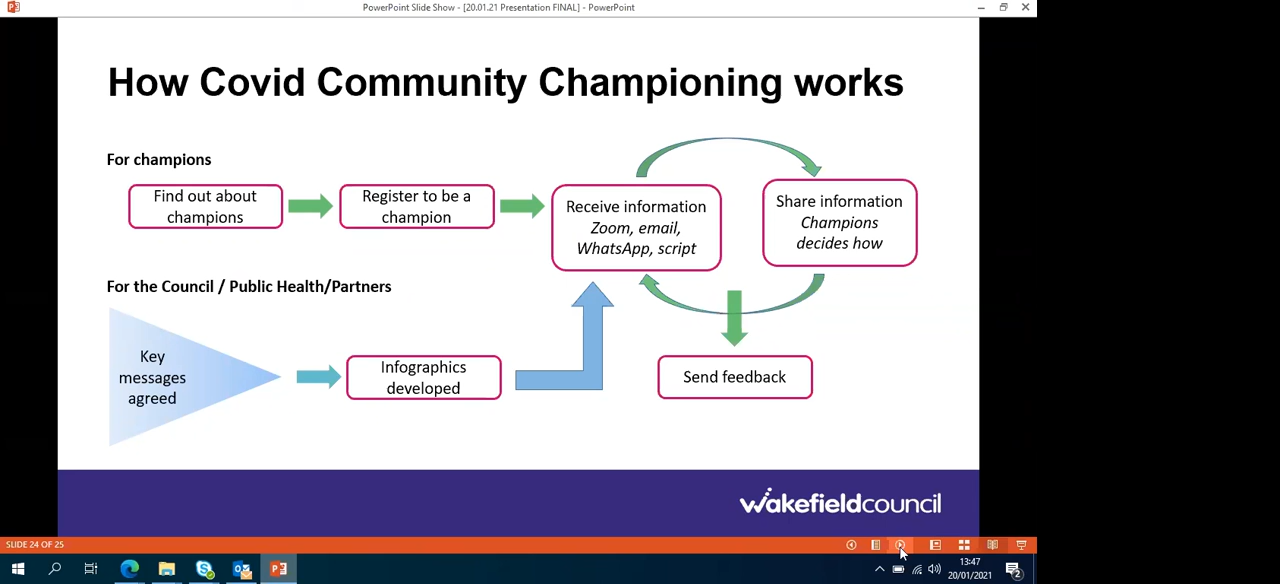 PowerPoint Slide Show - [20.01.21 Presentation FINAL] - PowerPoint
How Covid Community Championing works
For champions
Find out about
champions
Register to be a
champion
Receive information
Zoom, email,
WhatsApp, script
Share information
Champions
decides how
For the Council / Public Health/Partners
Key
messages
agreed
Infographics
developed
Send feedback
wakefieldcouncil
SLIDE 24 OF 25
13:47
20/01/2021
2